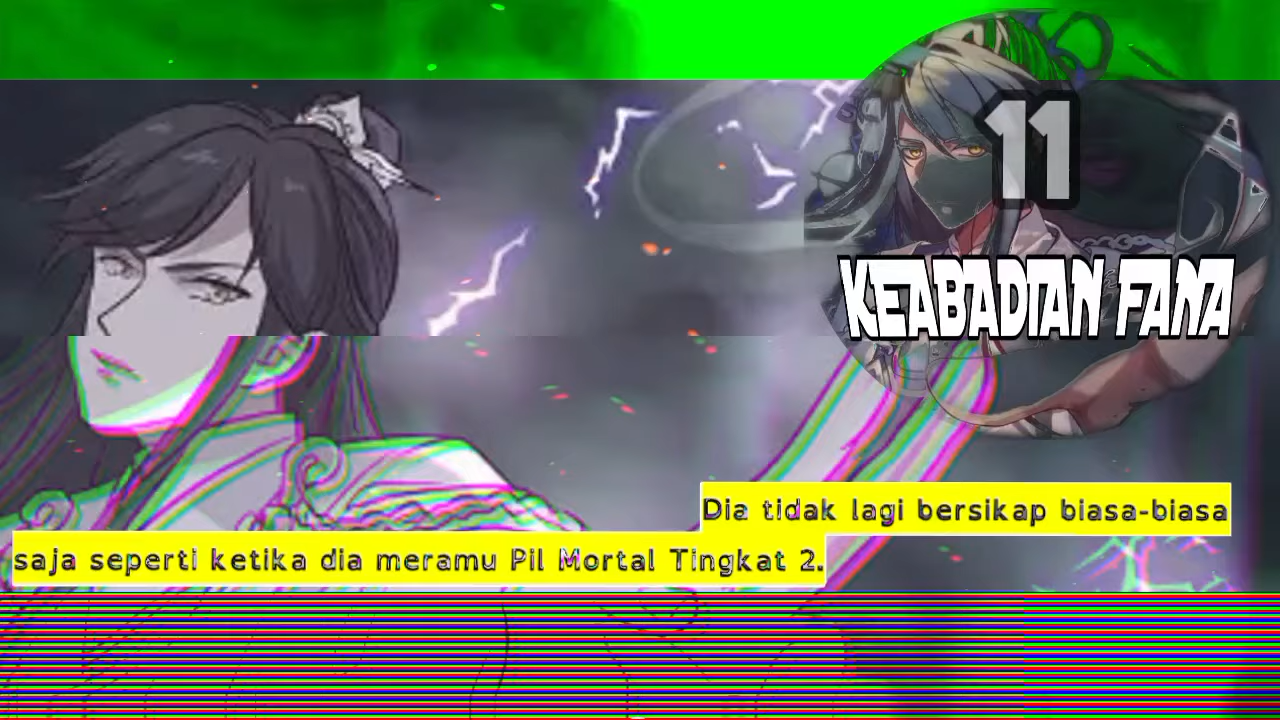 11
KEABADIAN FANA
Dia tidak lagi bersikap biasa-biasa
saja seperti ketika dia meramu Pil Mortal Tingkat 2.